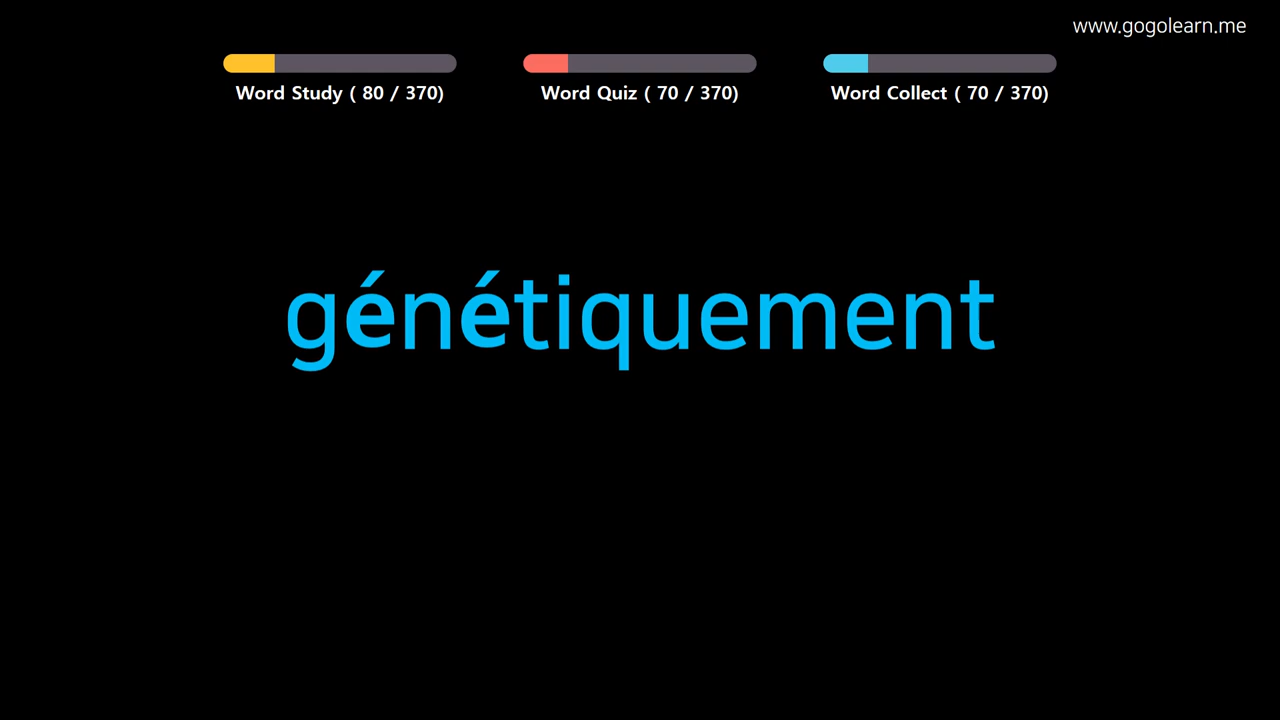 www.gogolearn.me
Word Study ( 80 / 370)
Word Quiz ( 70 / 370)
Word Collect ( 70 / 370)
génétiquement